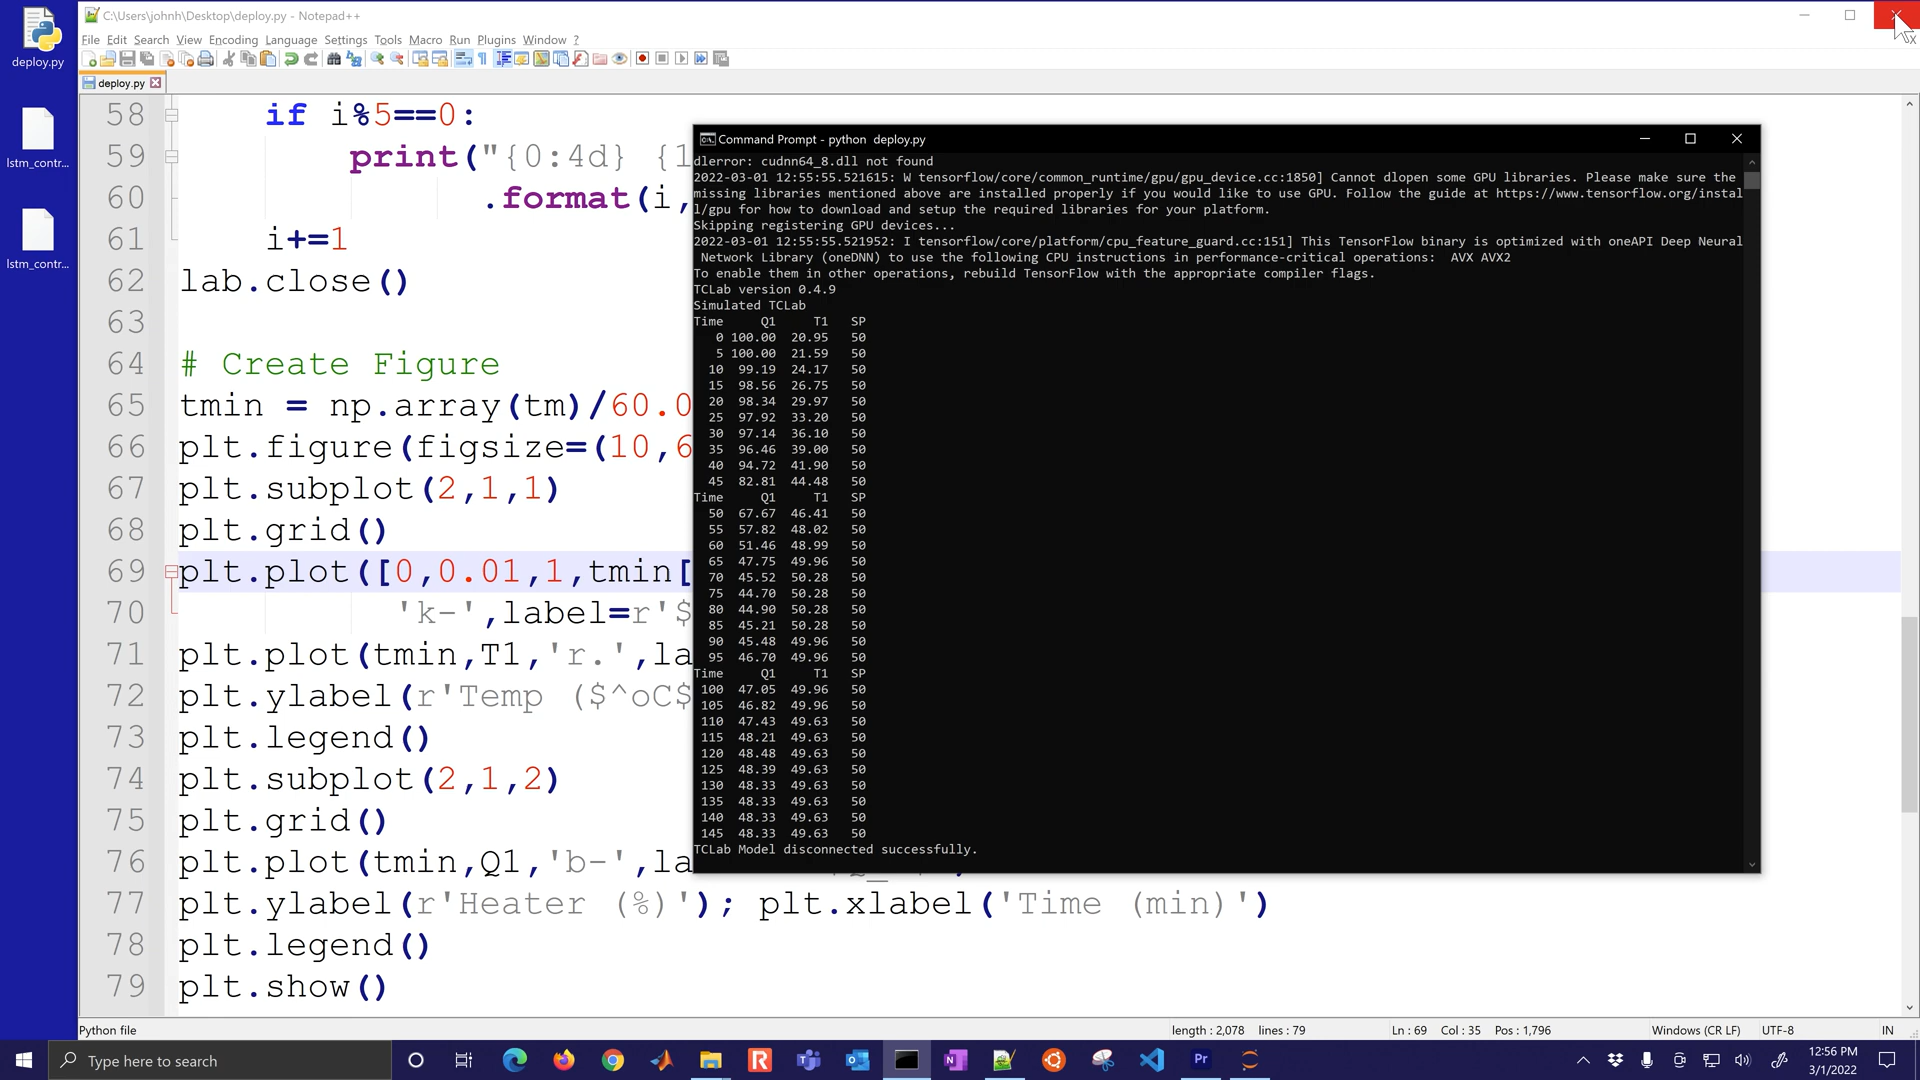 C:\Users\johnh\Desktop\deploy.py - Notepad++
File Edit Search View Encoding Language Settings Tools Macro Run Plugins Window ?
deploy.py
deploy.py
lstm_contr...
lstm_contr...
58 if i%5==0:
59 print("{0:4d} {1
60 .format(i,
61 i+=1
62 lab.close()
63
64 # Create Figure
65 tmin = np.array(tm)/60.0
66 plt.figure(figsize=(10,6
67 plt.subplot(2,1,1)
68 plt.grid()
69 plt.plot([0,0.01,1,tmin[
70 'k-',label=r'$
71 plt.plot(tmin,T1,'r.',la
72 plt.ylabel(r'Temp ($^oC$
73 plt.legend()
74 plt.subplot(2,1,2)
75 plt.grid()
76 plt.plot(tmin,Q1,'b-',la
77 plt.ylabel(r'Heater (%)'); plt.xlabel('Time (min)')
78 plt.legend()
79 plt.show()
Command Prompt - python deploy.py
dlerror: cudnn64_8.dll not found
2022-03-01 12:55:55.521615: W tensorflow/core/common_runtime/gpu/gpu_device.cc:1850] Cannot dlopen some GPU libraries. Please make sure the
missing libraries mentioned above are installed properly if you would like to use GPU. Follow the guide at https://www.tensorflow.org/instal
l/gpu for how to download and setup the required libraries for your platform.
Skipping registering GPU devices...
2022-03-01 12:55:55.521952: I tensorflow/core/platform/cpu_feature_guard.cc:151] This TensorFlow binary is optimized with oneAPI Deep Neural
Network Library (oneDNN) to use the following CPU instructions in performance-critical operations: AVX AVX2
To enable them in other operations, rebuild TensorFlow with the appropriate compiler flags.
TCLab version 0.4.9
Simulated TCLab
Time Q1 T1 SP
0 100.00 20.95 50
5 100.00 21.59 50
10 99.19 24.17 50
15 98.56 26.75 50
20 98.34 29.97 50
25 97.92 33.20 50
30 97.14 36.10 50
35 96.46 39.00 50
40 94.72 41.90 50
45 82.81 44.48 50
Time Q1 T1 SP
50 67.67 46.41 50
55 57.82 48.02 50
60 51.46 48.99 50
65 47.75 49.96 50
70 45.52 50.28 50
75 44.70 50.28 50
80 44.90 50.28 50
85 45.21 50.28 50
90 45.48 49.96 50
95 46.70 49.96 50
Time Q1 T1 SP
100 47.05 49.96 50
105 46.82 49.96 50
110 47.43 49.63 50
115 48.21 49.63 50
120 48.48 49.63 50
125 48.39 49.63 50
130 48.33 49.63 50
135 48.33 49.63 50
140 48.33 49.63 50
145 48.33 49.63 50
TCLab Model disconnected successfully.
Python file
length : 2,078 lines : 79
Ln : 69 Col : 35 Pos : 1,796
Windows (CR LF)
UTF-8
IN
Type here to search
12:56 PM
3/1/2022